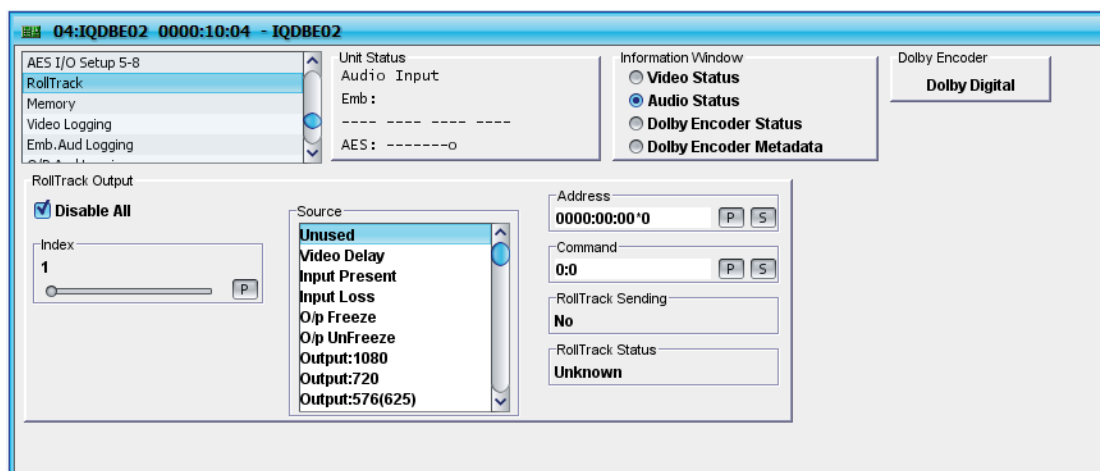 04:IQDBE02 0000:10:04 - IQDBE02
AES I/O Setup 5-8
RollTrack
Memory
Video Logging
Emb.Aud Logging
Unit Status
Audio Input
Emb:
---- ---- ---- ----
AES: -------o
Information Window
Video Status
Audio Status
Dolby Encoder Status
Dolby Encoder Metadata
Dolby Encoder
Dolby Digital
RollTrack Output
Disable All
Index
1
P
Source
Unused
Video Delay
Input Present
Input Loss
O/p Freeze
O/p UnFreeze
Output:1080
Output:720
Output:576(625)
Address
0000:00:00*0
P S
Command
0:0
P S
RollTrack Sending
No
RollTrack Status
Unknown